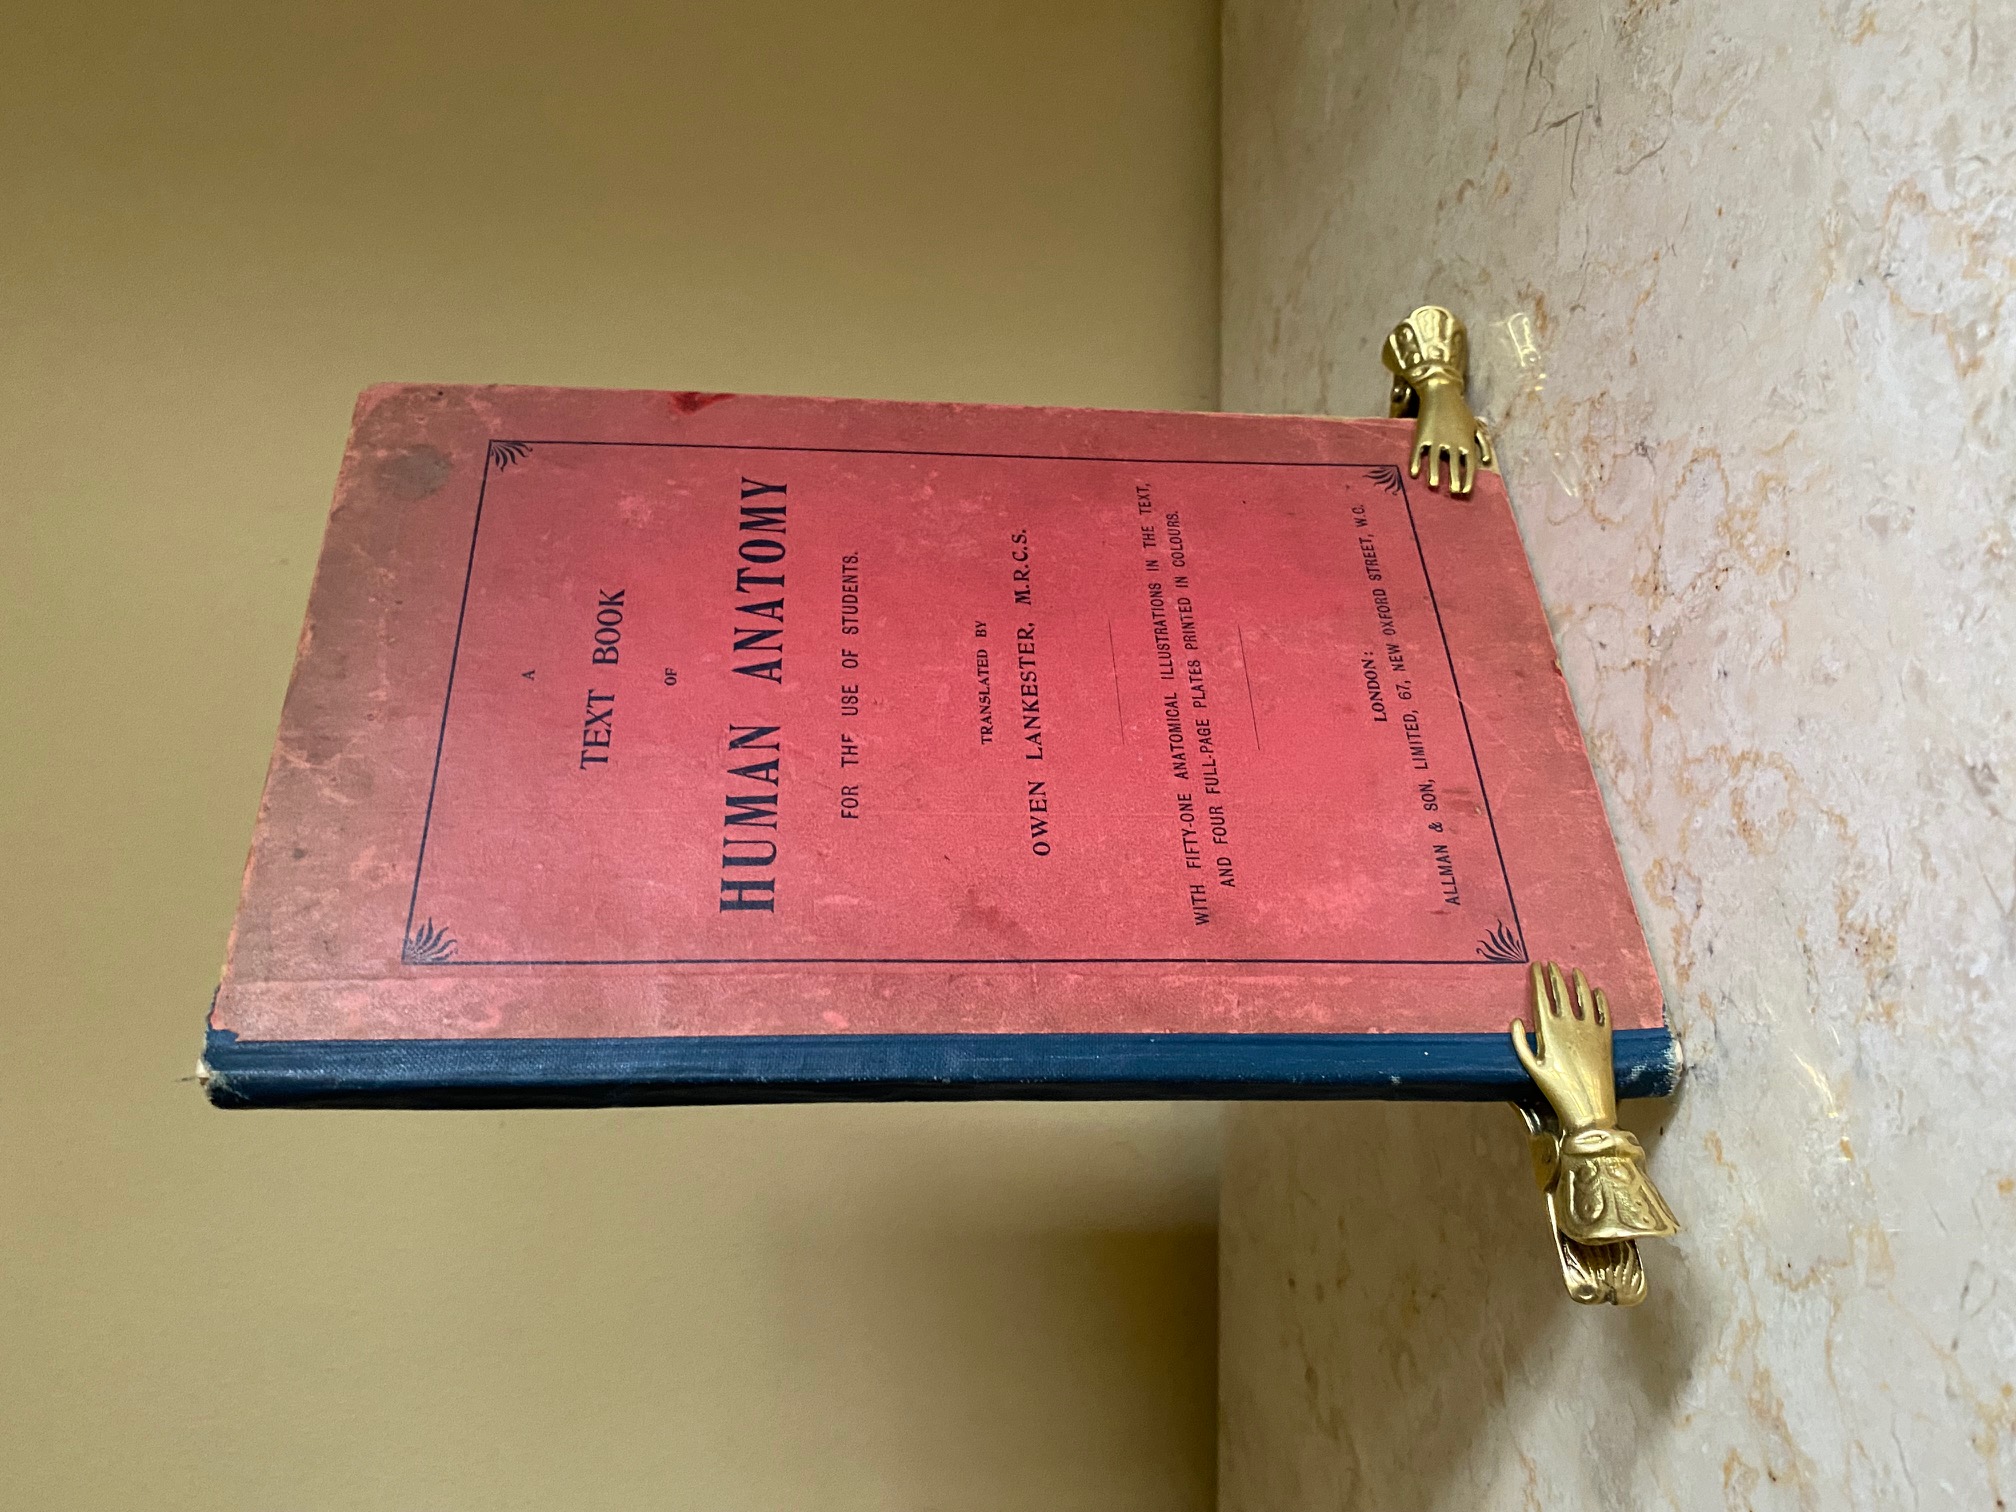 A
TEXT BOOK
OF
HUMAN ANATOMY
FOR THE USE OF STUDENTS.
TRANSLATED BY
OWEN LANKESTER, M.R.C.S.
WITH FIFTY-ONE ANATOMICAL ILLUSTRATIONS IN THE TEXT,
AND FOUR FULL-PAGE PLATES PRINTED IN COLOURS.
LONDON:
ALLMAN & SON, LIMITED, 67, NEW OXFORD STREET, W.C.